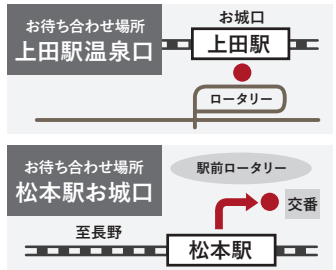 お待ち合わせ場所
上田駅温泉口
お城口
上田駅
ロータリー
お待ち合わせ場所
松本駅お城口
駅前ロータリー
交番
至長野
松本駅